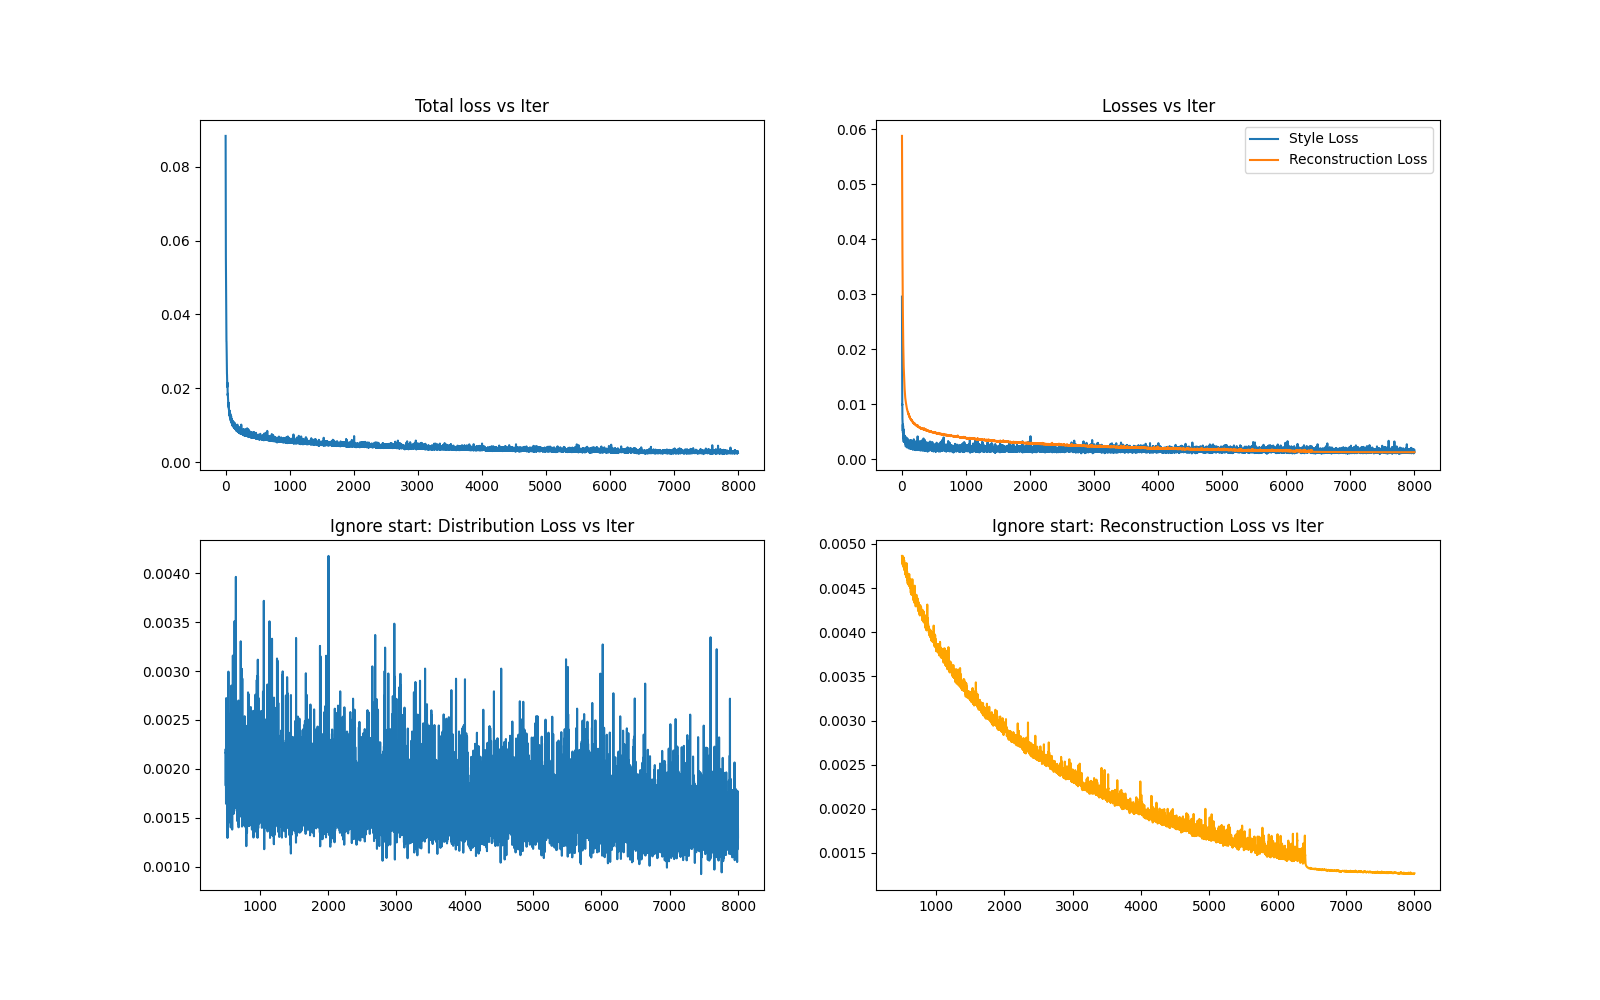 Total loss vs Iter
0.08
0.06
0.04
0.02
0.00
0 1000 2000 3000 4000 5000 6000 7000 8000
Losses vs Iter
Style Loss
Reconstruction Loss
0.06
0.05
0.04
0.03
0.02
0.01
0.00
0 1000 2000 3000 4000 5000 6000 7000 8000
Ignore start: Distribution Loss vs Iter
0.0040
0.0035
0.0030
0.0025
0.0020
0.0015
0.0010
1000 2000 3000 4000 5000 6000 7000 8000
Ignore start: Reconstruction Loss vs Iter
0.0050
0.0045
0.0040
0.0035
0.0030
0.0025
0.0020
0.0015
1000 2000 3000 4000 5000 6000 7000 8000